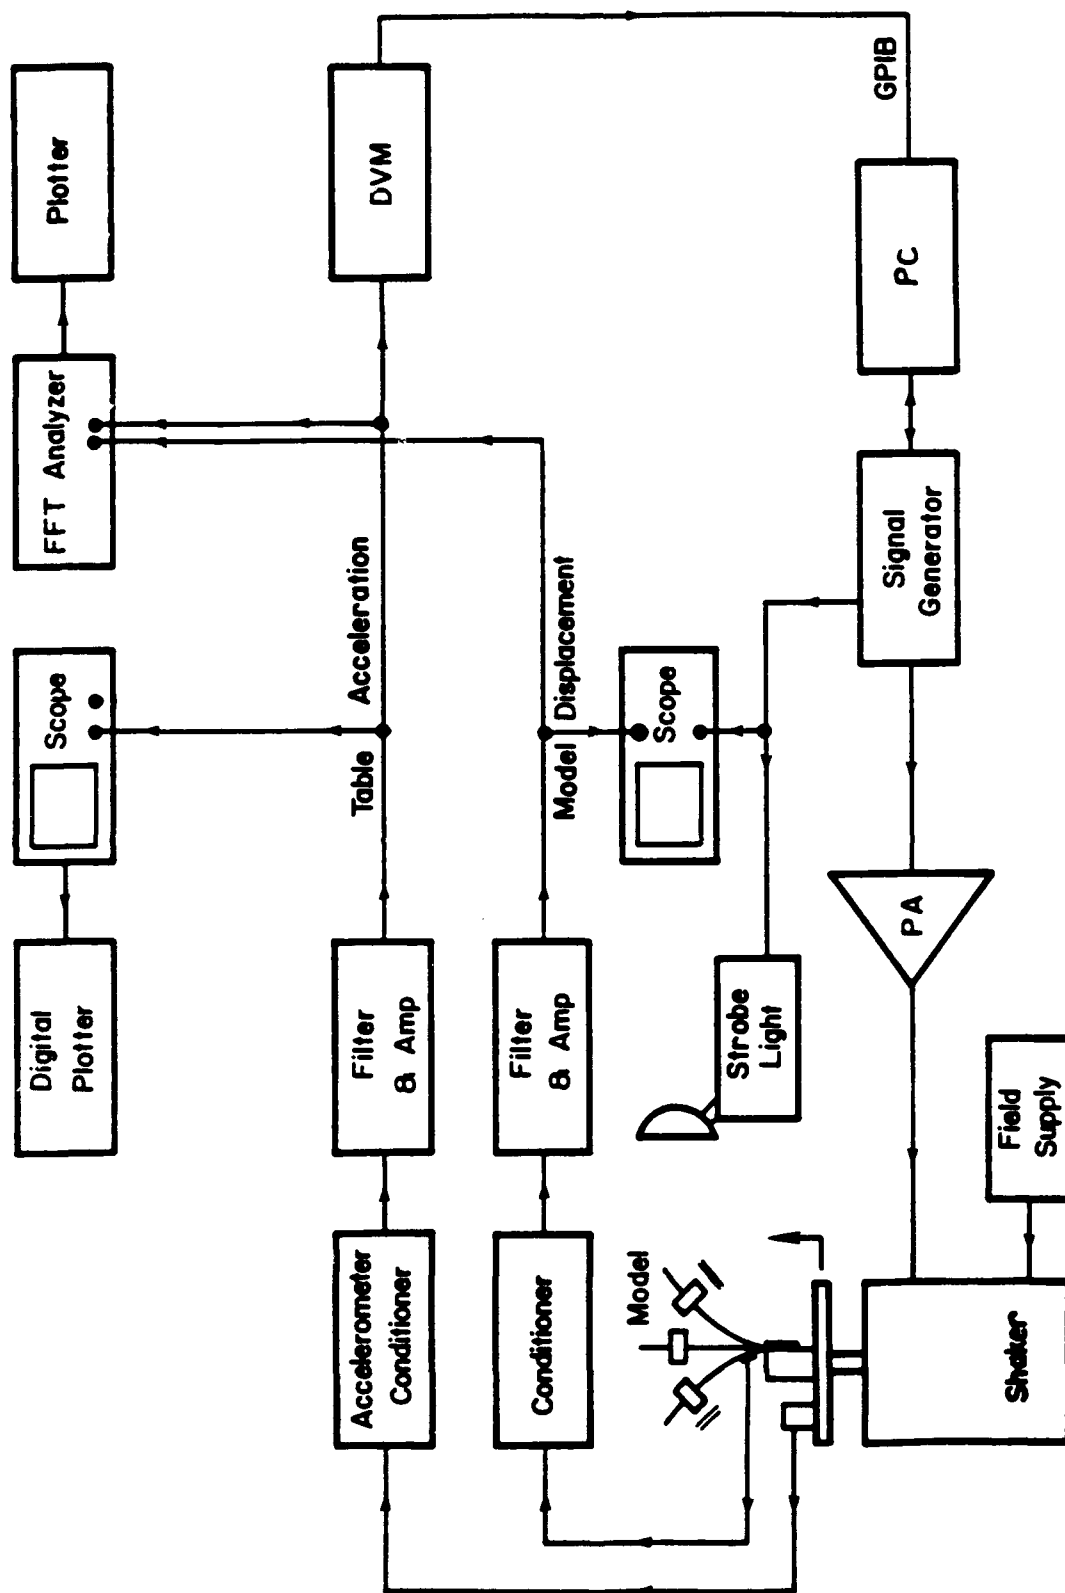 Digital
Plotter
Scope
FFT Analyzer
Plotter
Accelerometer
Conditioner
Filter
& Amp
Table Acceleration
DVM
Conditioner
Filter
& Amp
Model Displacement
Model
Strobe
Light
Scope
GPIB
Shaker
Field
Supply
PA
Signal
Generator
PC